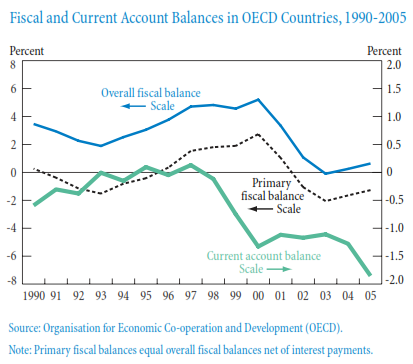 Fiscal and Current Account Balances in OECD Countries, 1990-2005
Percent Percent
8 2.0
6 1.5
4 1.0
2 0.5
0 0
-2 -0.5
-4 -1.0
-6 -1.5
-8 -2.0
Overall fiscal balance
Scale
Primary
fiscal balance
Scale
Current account balance
Scale
1990 91 92 93 94 95 96 97 98 99 00 01 02 03 04 05
Source: Organisation for Economic Co-operation and Development (OECD).
Note: Primary fiscal balances equal overall fiscal balances net of interest payments.